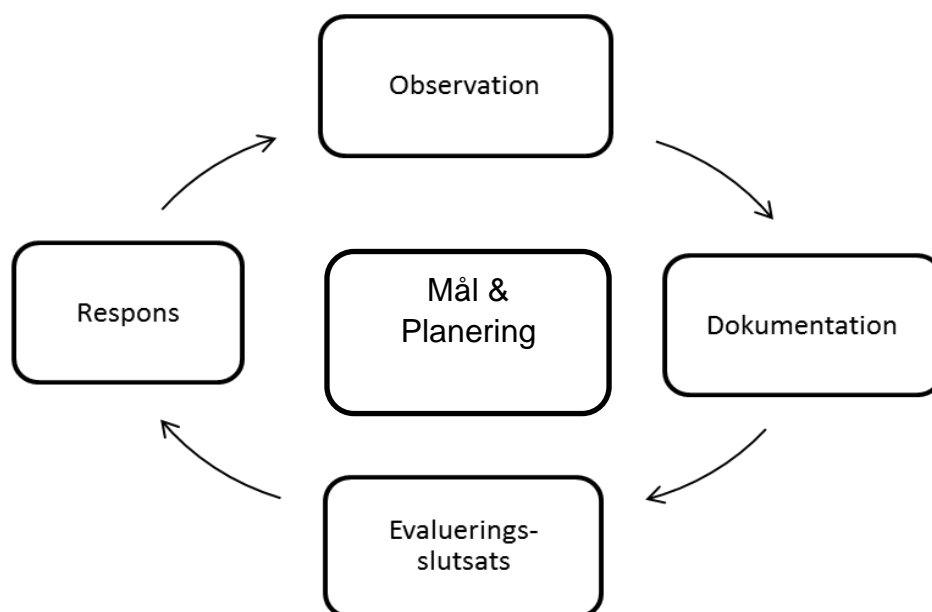 Observation
Respons
Mål &
Planering
Dokumentation
Evaluerings-
slutsats